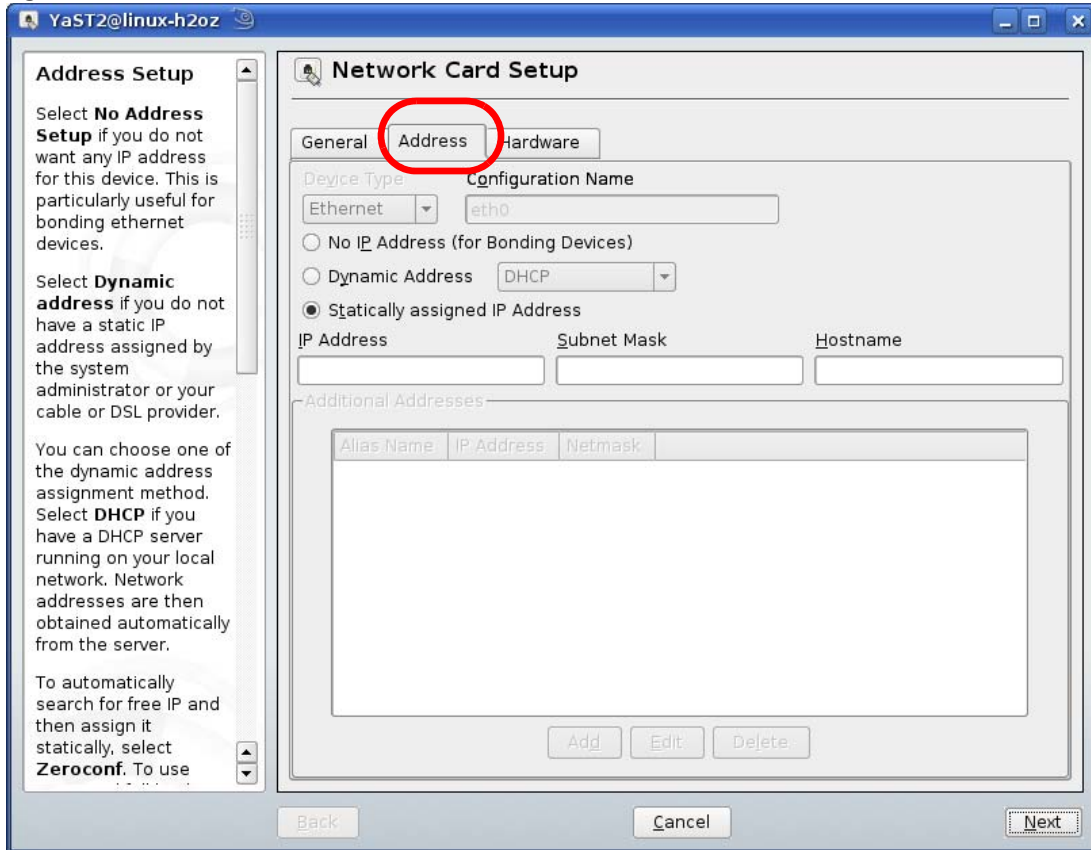 YaST2@linux-h2oz
Address Setup
Select No Address
Setup if you do not
want any IP address
for this device. This is
particularly useful for
bonding ethernet
devices.
Select Dynamic
address if you do not
have a static IP
address assigned by
the system
administrator or your
cable or DSL provider.
You can choose one of
the dynamic address
assignment method.
Select DHCP if you
have a DHCP server
running on your local
network. Network
addresses are then
obtained automatically
from the server.
To automatically
search for free IP and
then assign it
statically, select
Zeroconf. To use
Network Card Setup
General Address Hardware
Device Type Configuration Name
Ethernet eth0
No IP Address (for Bonding Devices)
Dynamic Address DHCP
Statically assigned IP Address
IP Address Subnet Mask Hostname
Additional Addresses
Alias Name IP Address Netmask
Add Edit Delete
Back Cancel Next